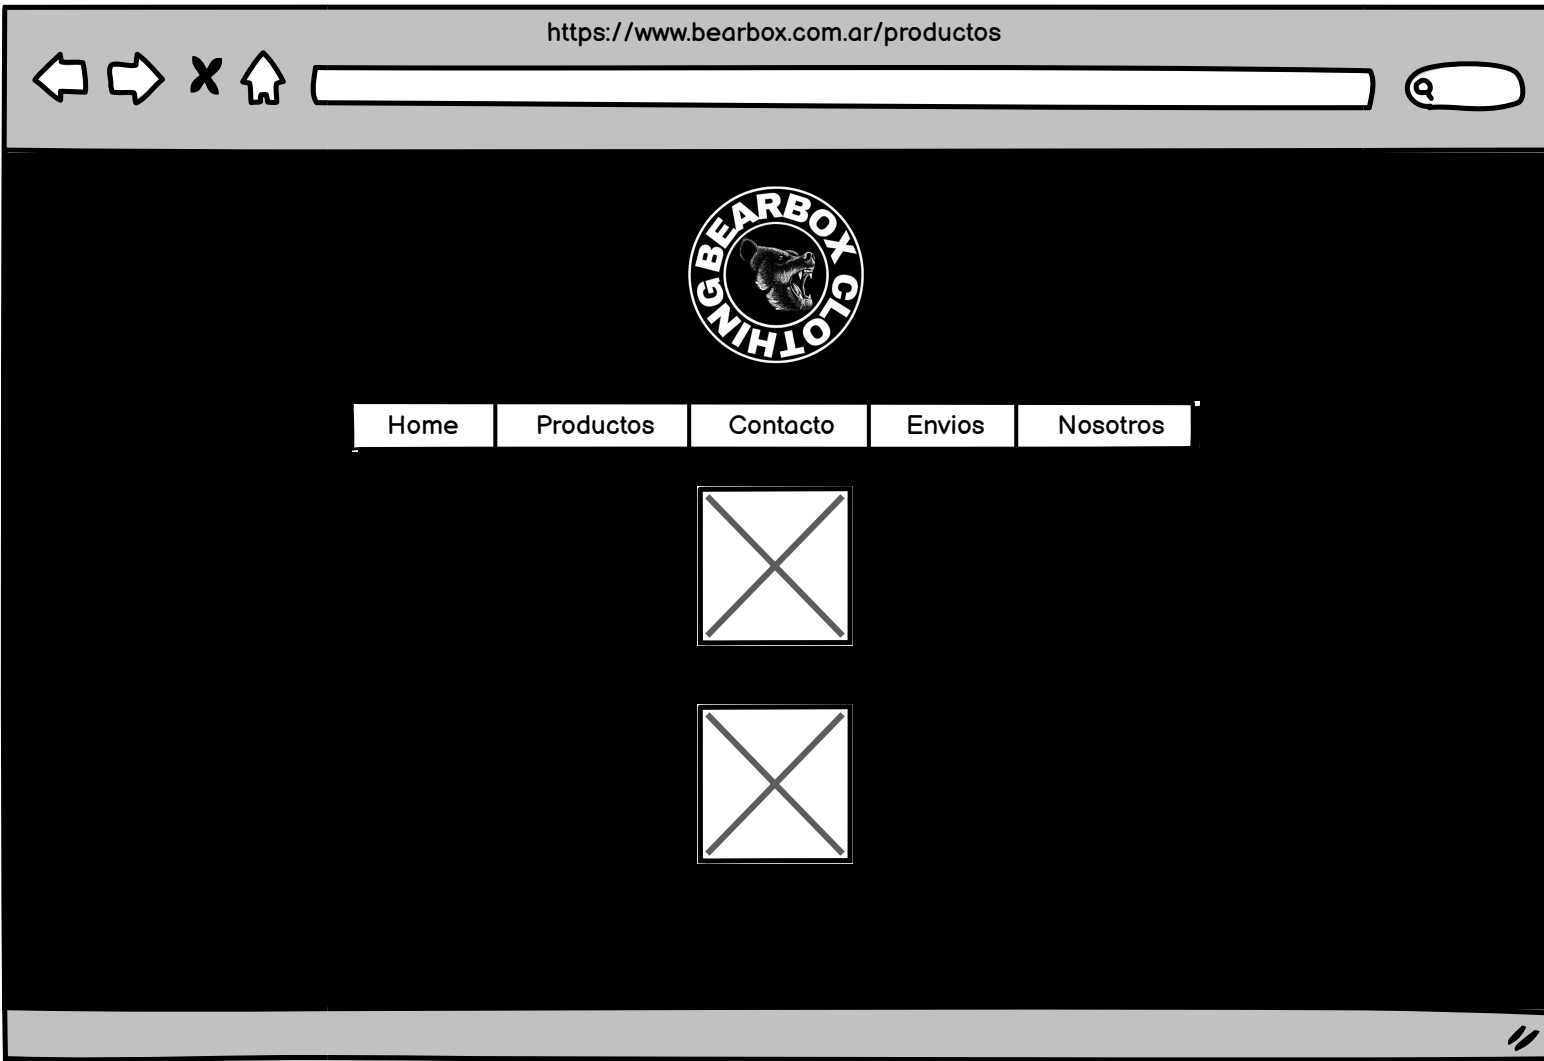 https://www.bearbox.com.ar/productos
BEARBOX CLOTHING
Home Productos Contacto Envios Nosotros